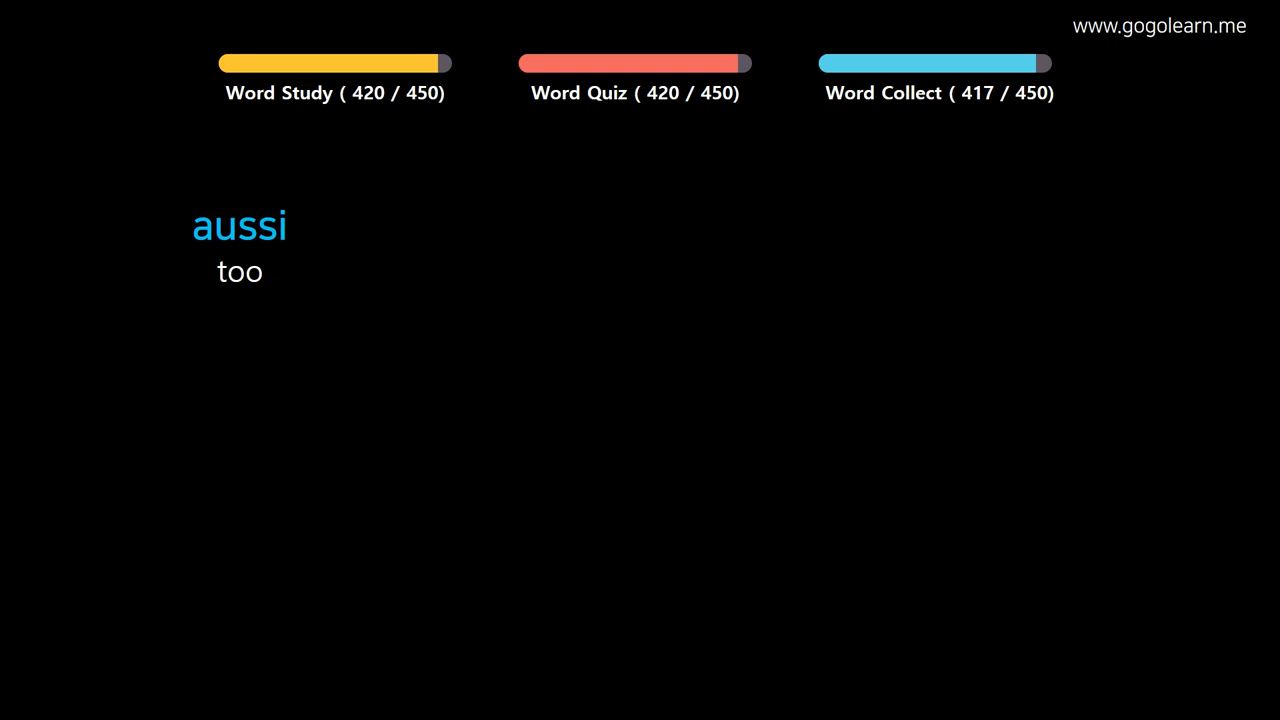 www.gogolearn.me
Word Study ( 420 / 450)
Word Quiz ( 420 / 450)
Word Collect ( 417 / 450)
aussi
too